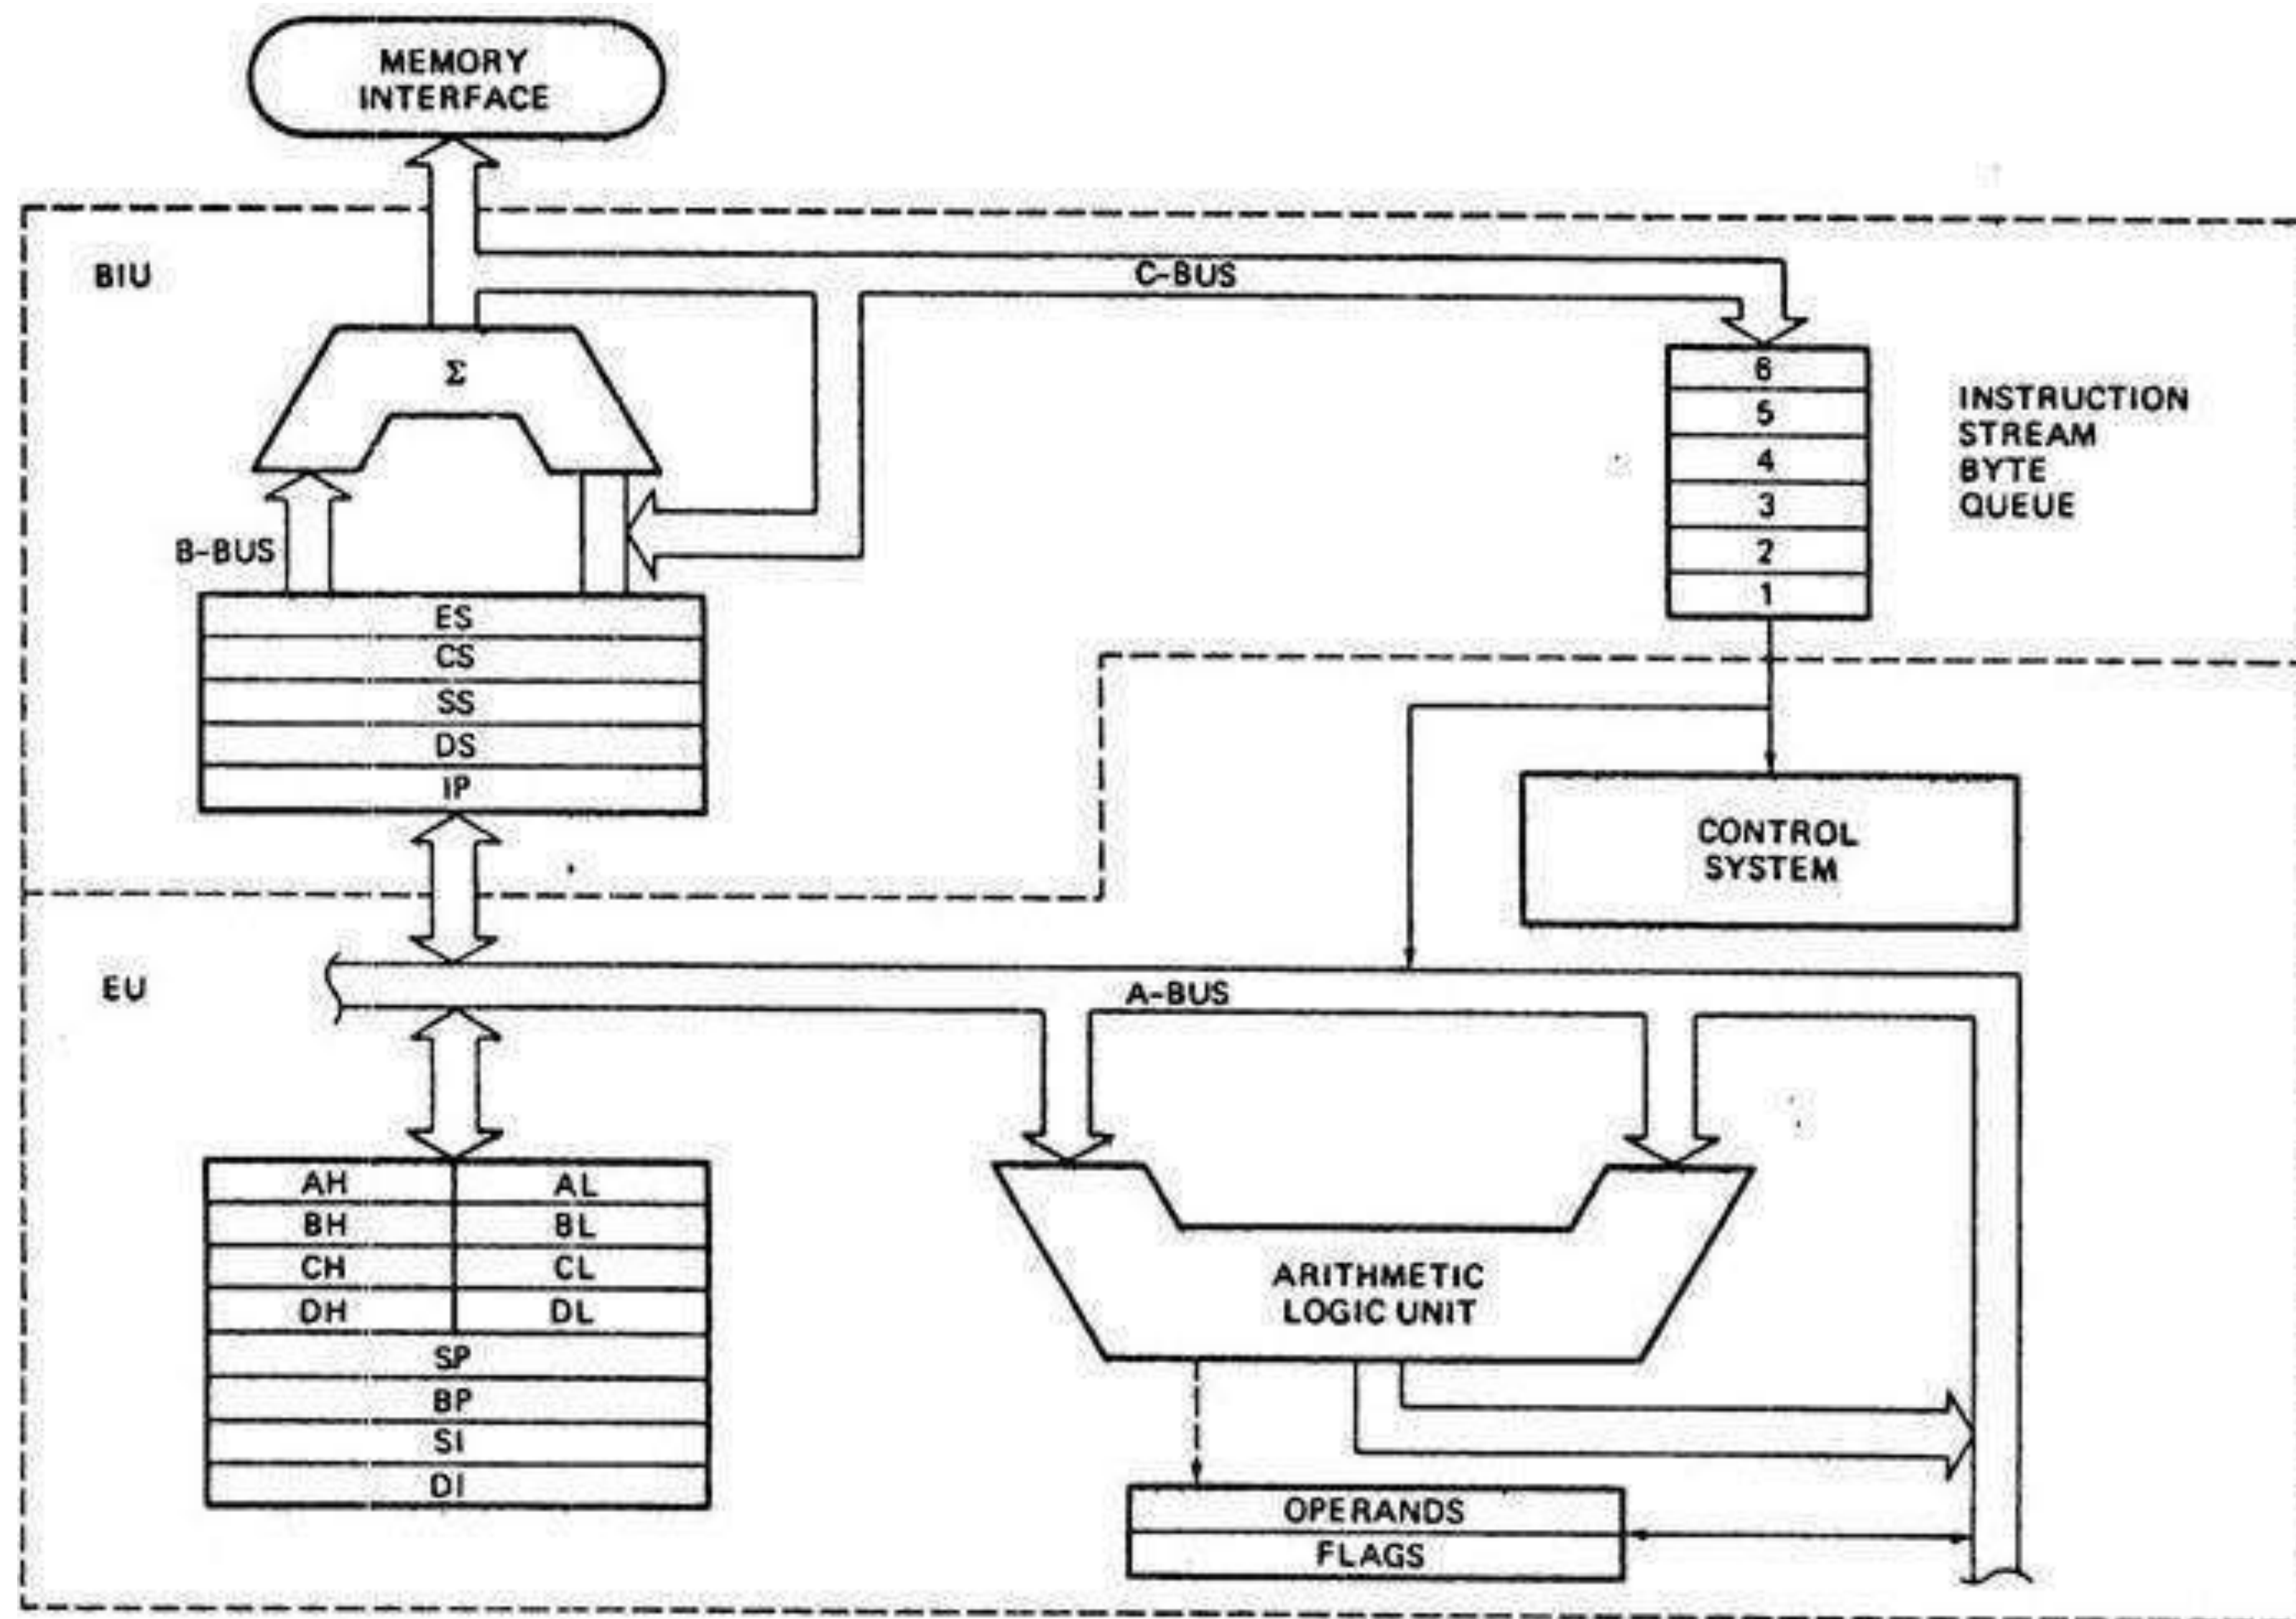 MEMORY
INTERFACE
BIU
C-BUS
Σ
6
5
4
3
2
1
INSTRUCTION
STREAM
BYTE
QUEUE
B-BUS
ES
CS
SS
DS
IP
CONTROL
SYSTEM
EU
A-BUS
AH AL
BH BL
CH CL
DH DL
SP
BP
SI
DI
ARITHMETIC
LOGIC UNIT
OPERANDS
FLAGS